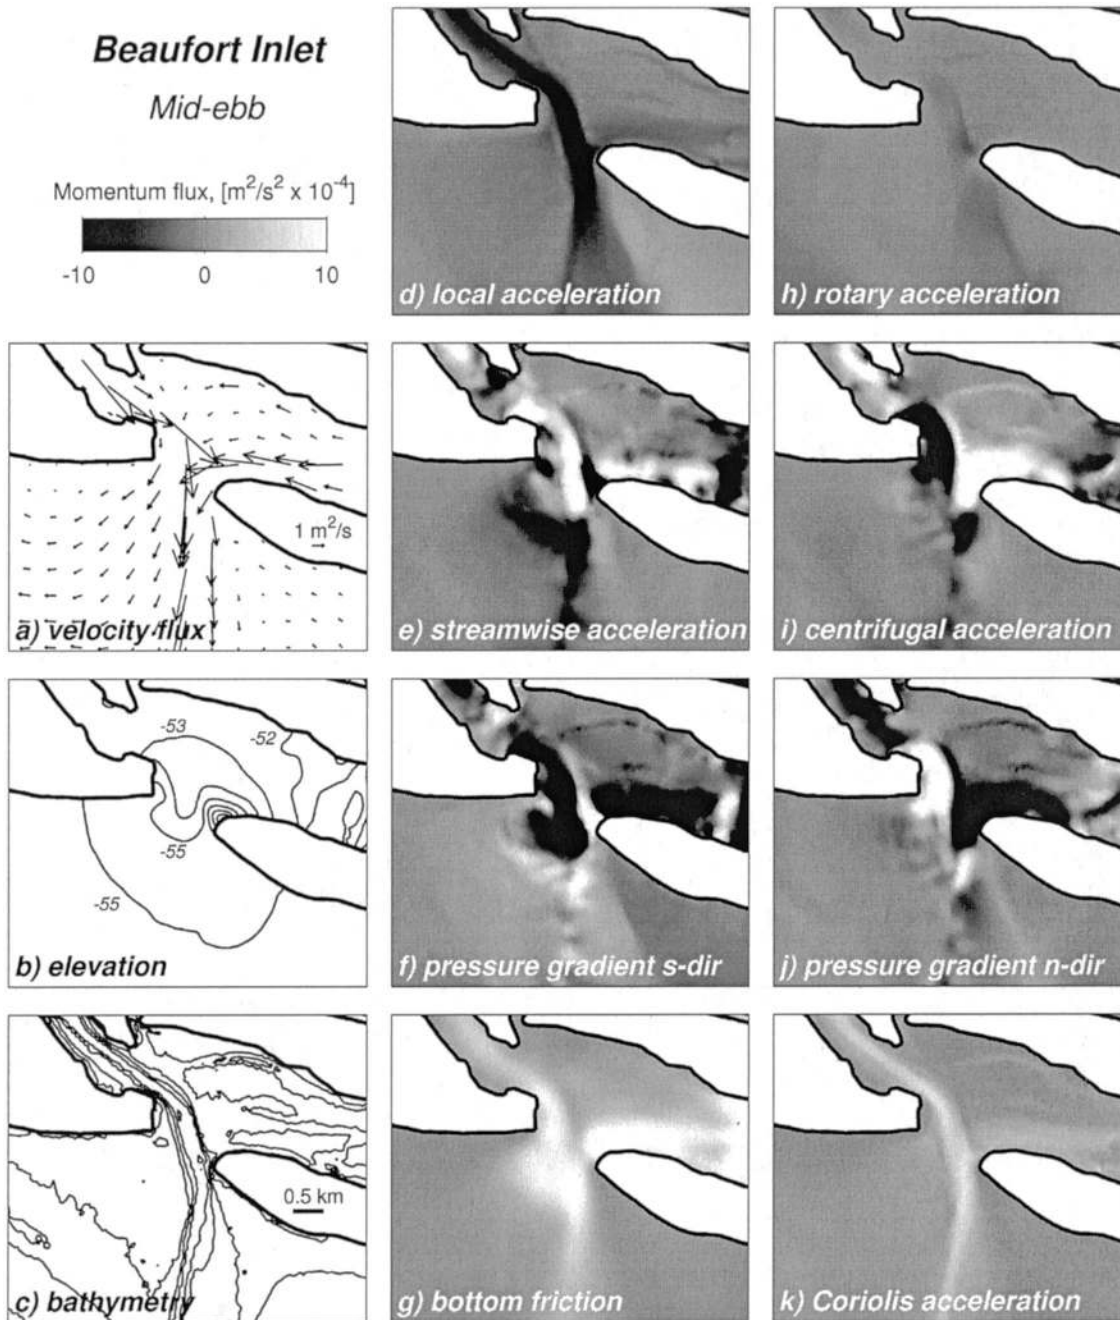 Beaufort Inlet
Mid-ebb
Momentum flux, [m²/s² x 10⁻⁴]
-10 0 10
d) local acceleration
h) rotary acceleration
1 m²/s
a) velocity flux
e) streamwise acceleration
i) centrifugal acceleration
-53
-52
-55
-55
b) elevation
f) pressure gradient s-dir
j) pressure gradient n-dir
0.5 km
c) bathymetry
g) bottom friction
k) Coriolis acceleration